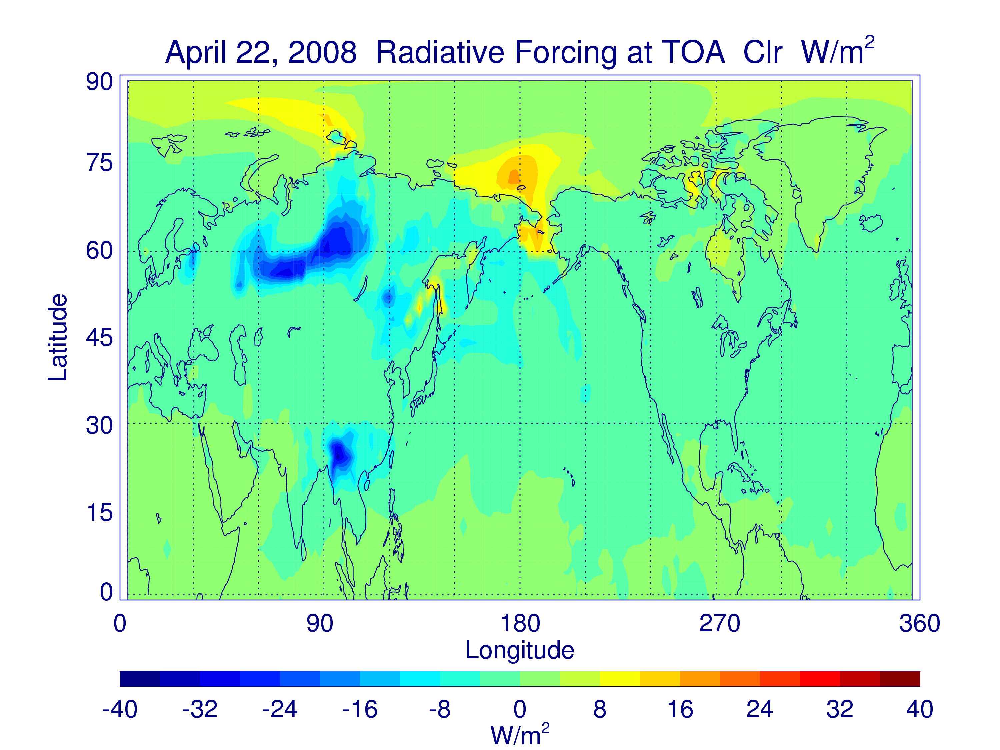 April 22, 2008  Radiative Forcing at TOA  Clr  W/m²
90
75
60
45
30
15
0
Latitude
0 90 180 270 360
Longitude
-40 -32 -24 -16 -8 0 8 16 24 32 40
W/m²